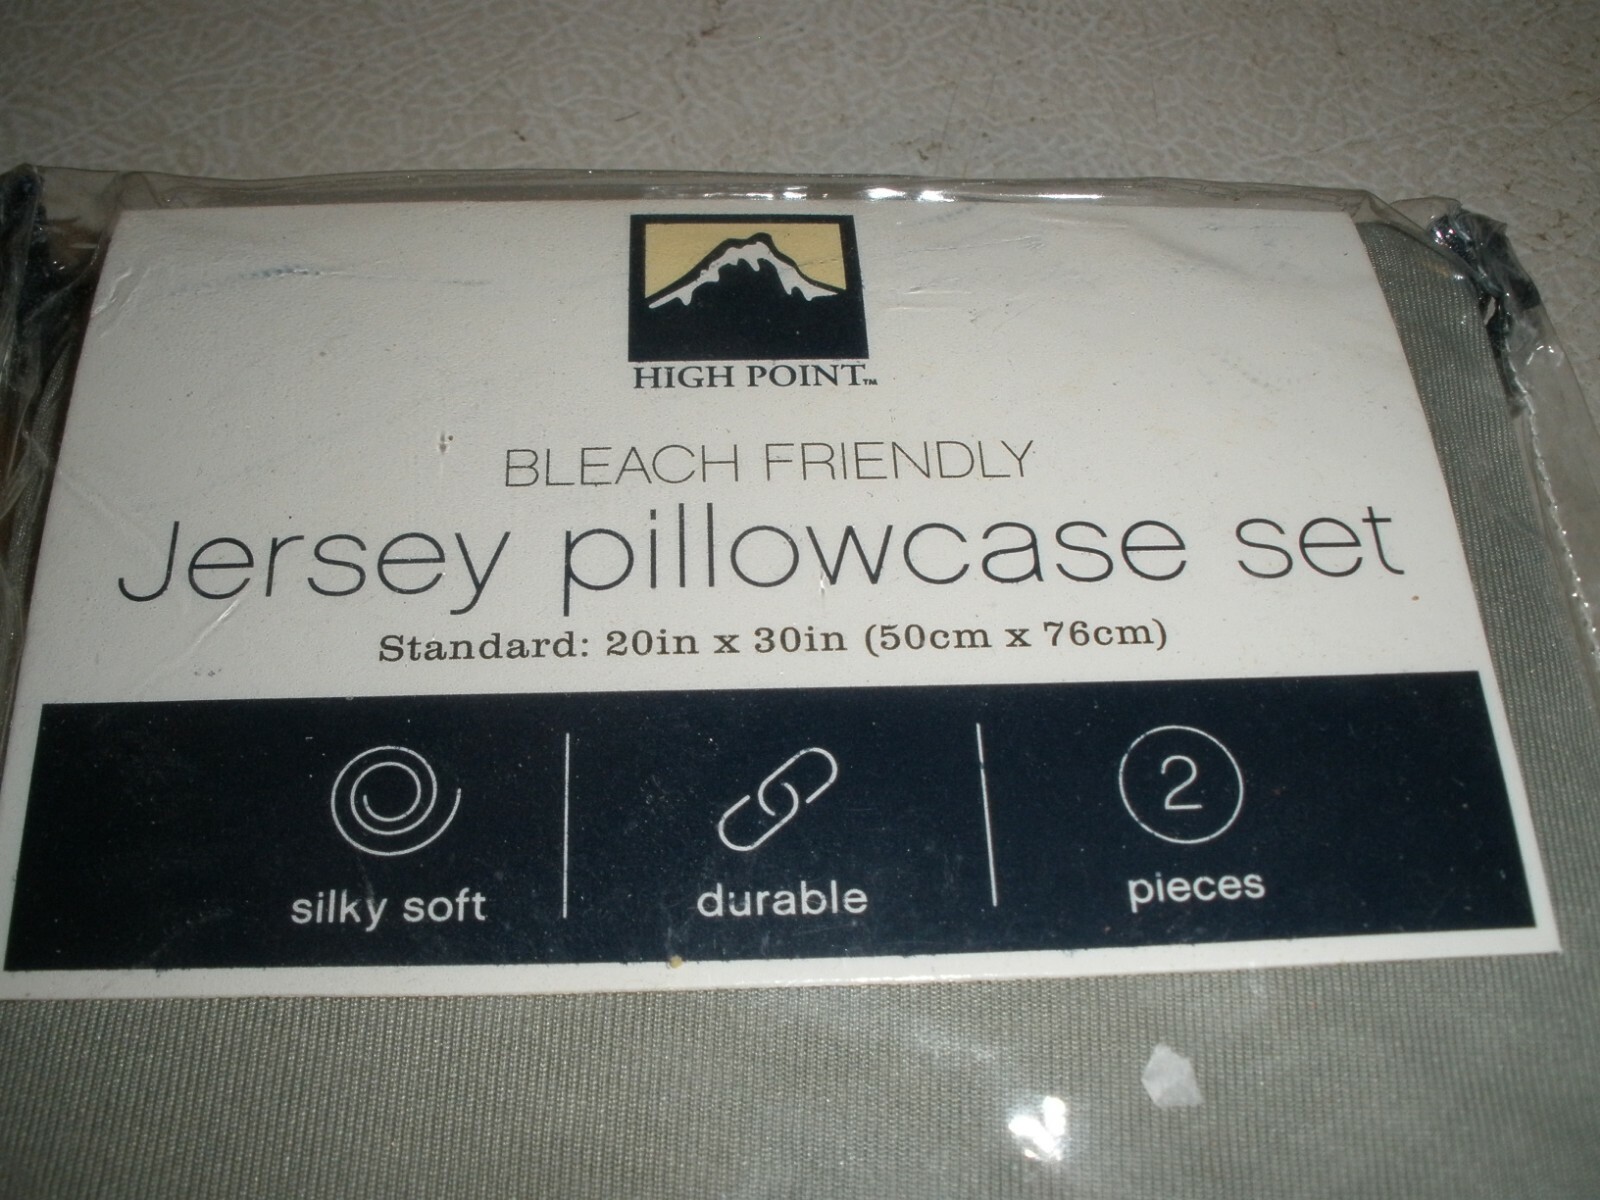 HIGH POINT™
BLEACH FRIENDLY
Jersey pillowcase set
Standard: 20in x 30in (50cm x 76cm)
silky soft
durable
2
pieces